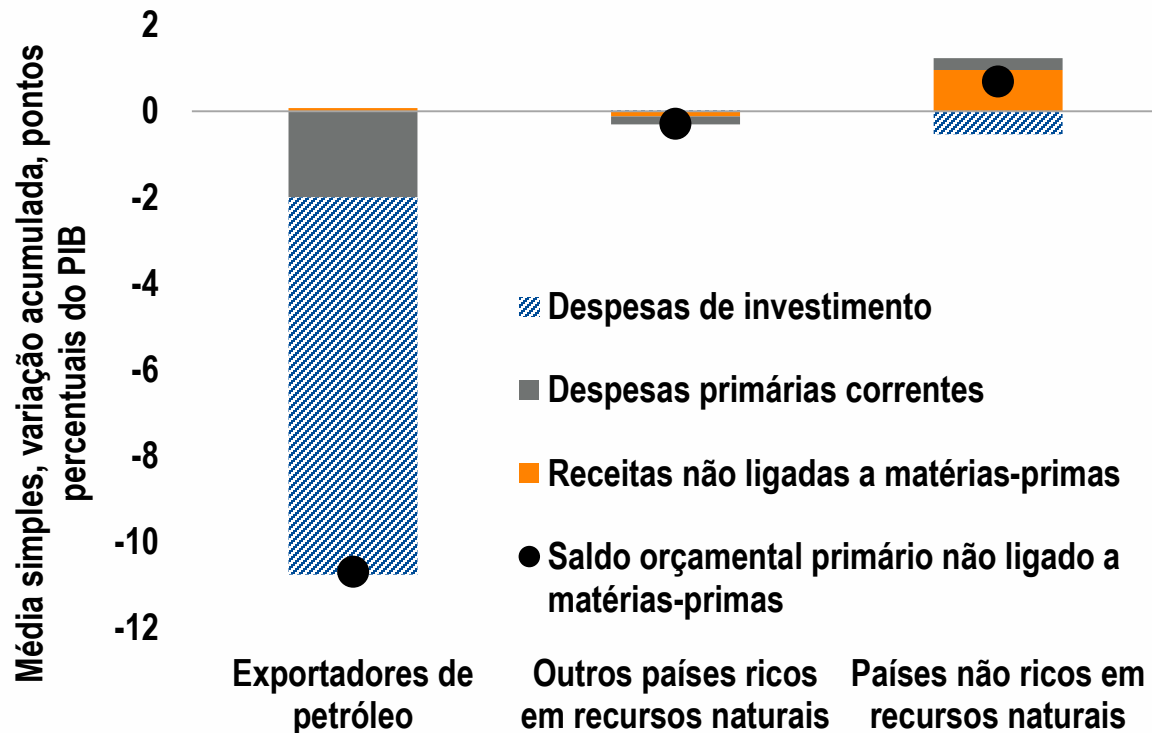 Média simples, variação acumulada, pontos
percentuais do PIB
2
0
-2
-4
-6
-8
-10
-12
Despesas de investimento
Despesas primárias correntes
Receitas não ligadas a matérias-primas
Saldo orçamental primário não ligado a
matérias-primas
Exportadores de
petróleo
Outros países ricos
em recursos naturais
Países não ricos em
recursos naturais